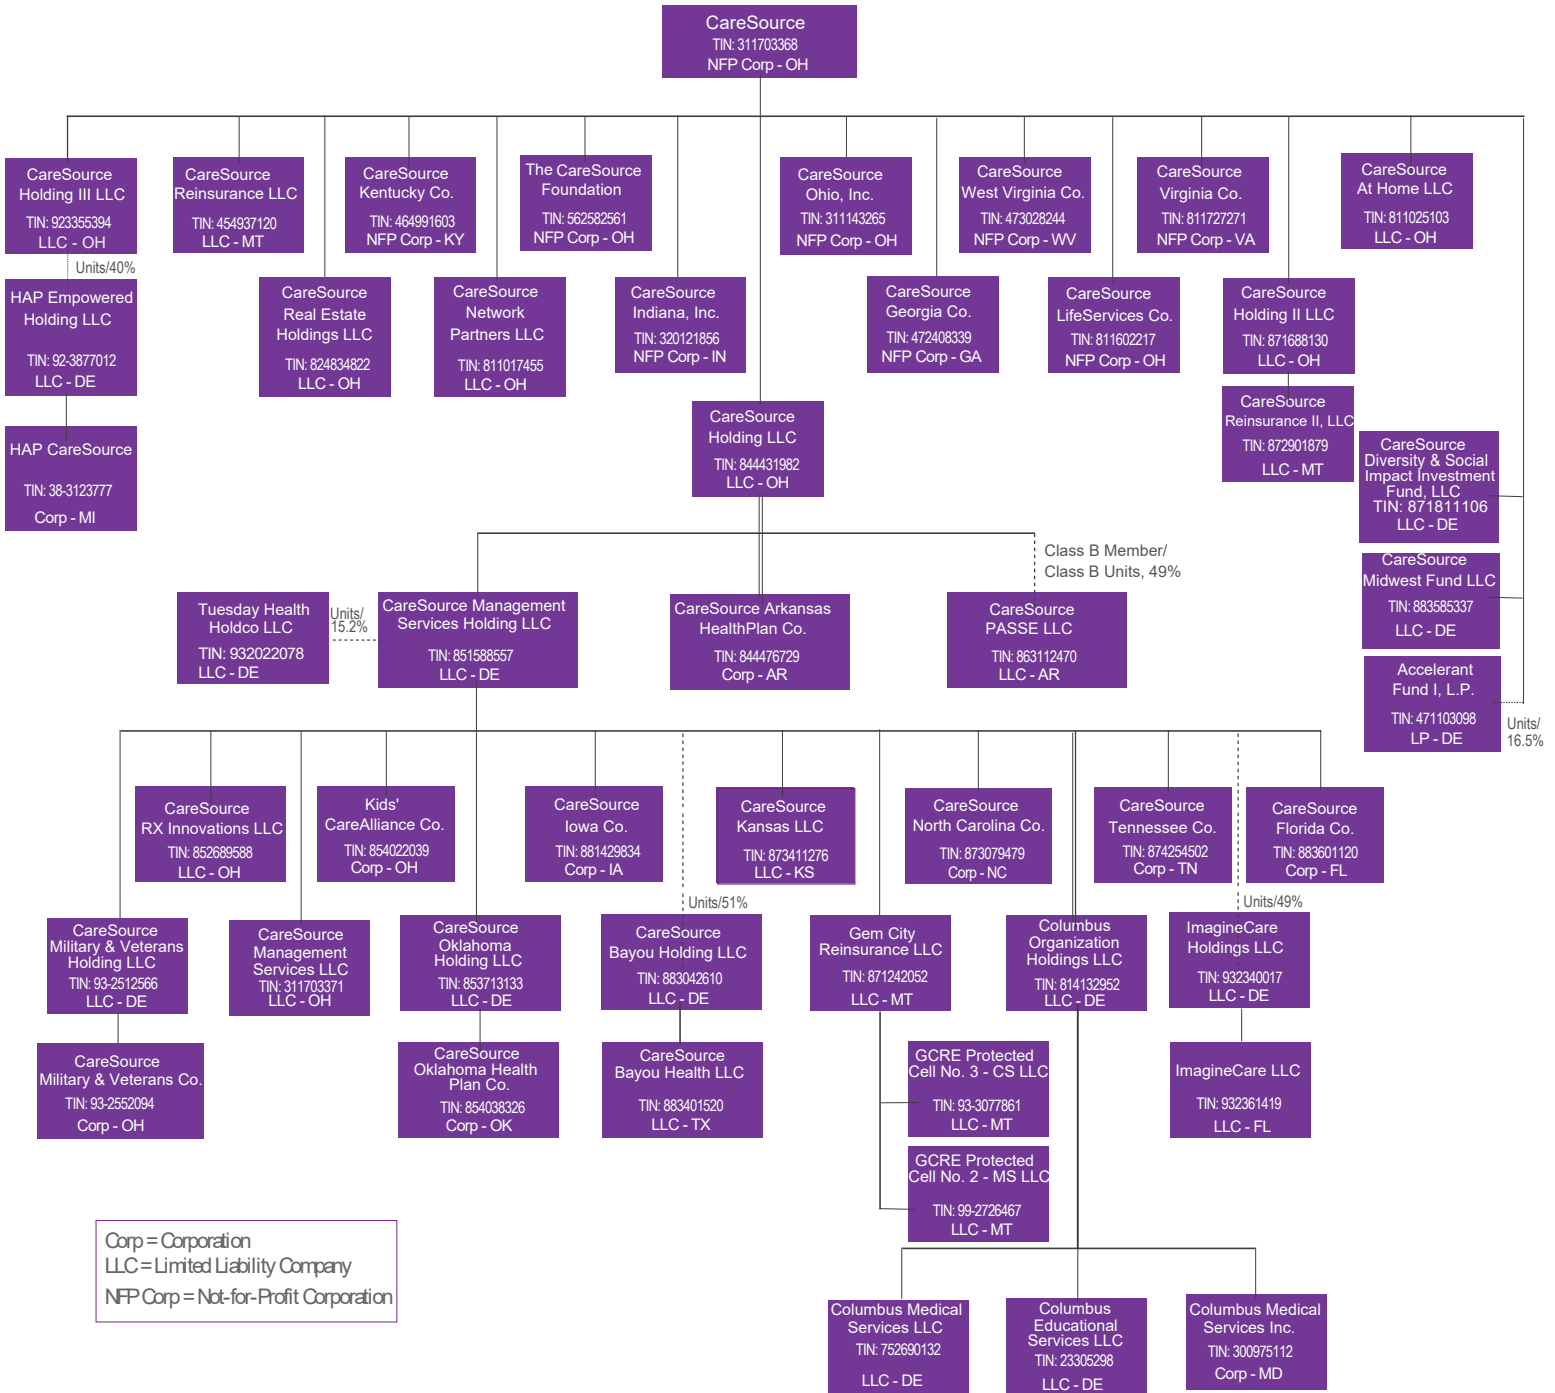 CareSource
TIN: 311703368
NFP Corp - OH
CareSource
Holding III LLC
TIN: 923355394
LLC - OH
CareSource
Reinsurance LLC
TIN: 454937120
LLC - MT
CareSource
Kentucky Co.
TIN: 464991603
NFP Corp - KY
The CareSource
Foundation
TIN: 562582561
NFP Corp - OH
CareSource
Ohio, Inc.
TIN: 311143265
NFP Corp - OH
CareSource
West Virginia Co.
TIN: 473028244
NFP Corp - WV
CareSource
Virginia Co.
TIN: 811727271
NFP Corp - VA
CareSource
At Home LLC
TIN: 811025103
LLC - OH
Units/40%
HAP Empowered
Holding LLC
TIN: 92-3877012
LLC - DE
CareSource
Real Estate
Holdings LLC
TIN: 824834822
LLC - OH
CareSource
Network
Partners LLC
TIN: 811017455
LLC - OH
CareSource
Indiana, Inc.
TIN: 320121856
NFP Corp - IN
CareSource
Georgia Co.
TIN: 472408339
NFP Corp - GA
CareSource
LifeServices Co.
TIN: 811602217
NFP Corp - OH
CareSource
Holding II LLC
TIN: 871688130
LLC - OH
HAP CareSource
TIN: 38-3123777
Corp - MI
CareSource
Holding LLC
TIN: 844431982
LLC - OH
CareSource
Reinsurance II, LLC
TIN: 872901879
LLC - MT
CareSource
Diversity & Social
Impact Investment
Fund, LLC
TIN: 871811106
LLC - DE
Class B Member/
Class B Units, 49%
CareSource
Midwest Fund LLC
TIN: 883585337
LLC - DE
Tuesday Health
Holdco LLC
TIN: 932022078
LLC - DE
Units/
15.2%
CareSource Management
Services Holding LLC
TIN: 851588557
LLC - DE
CareSource Arkansas
HealthPlan Co.
TIN: 844476729
Corp - AR
CareSource
PASSE LLC
TIN: 863112470
LLC - AR
Accelerant
Fund I, L.P.
TIN: 471103098
LP - DE
Units/
16.5%
CareSource
RX Innovations LLC
TIN: 852689588
LLC - OH
Kids'
CareAlliance Co.
TIN: 854022039
Corp - OH
CareSource
Iowa Co.
TIN: 881429834
Corp - IA
CareSource
Kansas LLC
TIN: 873411276
LLC - KS
CareSource
North Carolina Co.
TIN: 873079479
Corp - NC
CareSource
Tennessee Co.
TIN: 874254502
Corp - TN
CareSource
Florida Co.
TIN: 883601120
Corp - FL
Units/51%
Units/49%
CareSource
Military & Veterans
Holding LLC
TIN: 93-2512566
LLC - DE
CareSource
Management
Services LLC
TIN: 311703371
LLC - OH
CareSource
Oklahoma
Holding LLC
TIN: 853713133
LLC - DE
CareSource
Bayou Holding LLC
TIN: 883042610
LLC - DE
Gem City
Reinsurance LLC
TIN: 871242052
LLC - MT
Columbus
Organization
Holdings LLC
TIN: 814132952
LLC - DE
ImagineCare
Holdings LLC
TIN: 932340017
LLC - DE
CareSource
Military & Veterans Co.
TIN: 93-2552094
Corp - OH
CareSource
Oklahoma Health
Plan Co.
TIN: 854038326
Corp - OK
CareSource
Bayou Health LLC
TIN: 883401520
LLC - TX
GCRE Protected
Cell No. 3 - CS LLC
TIN: 93-3077861
LLC - MT
ImagineCare LLC
TIN: 932361419
LLC - FL
GCRE Protected
Cell No. 2 - MS LLC
TIN: 99-2726467
LLC - MT
Corp = Corporation
LLC = Limited Liability Company
NFP Corp = Not-for-Profit Corporation
Columbus Medical
Services LLC
TIN: 752690132
LLC - DE
Columbus
Educational
Services LLC
TIN: 23305298
LLC - DE
Columbus Medical
Services Inc.
TIN: 300975112
Corp - MD